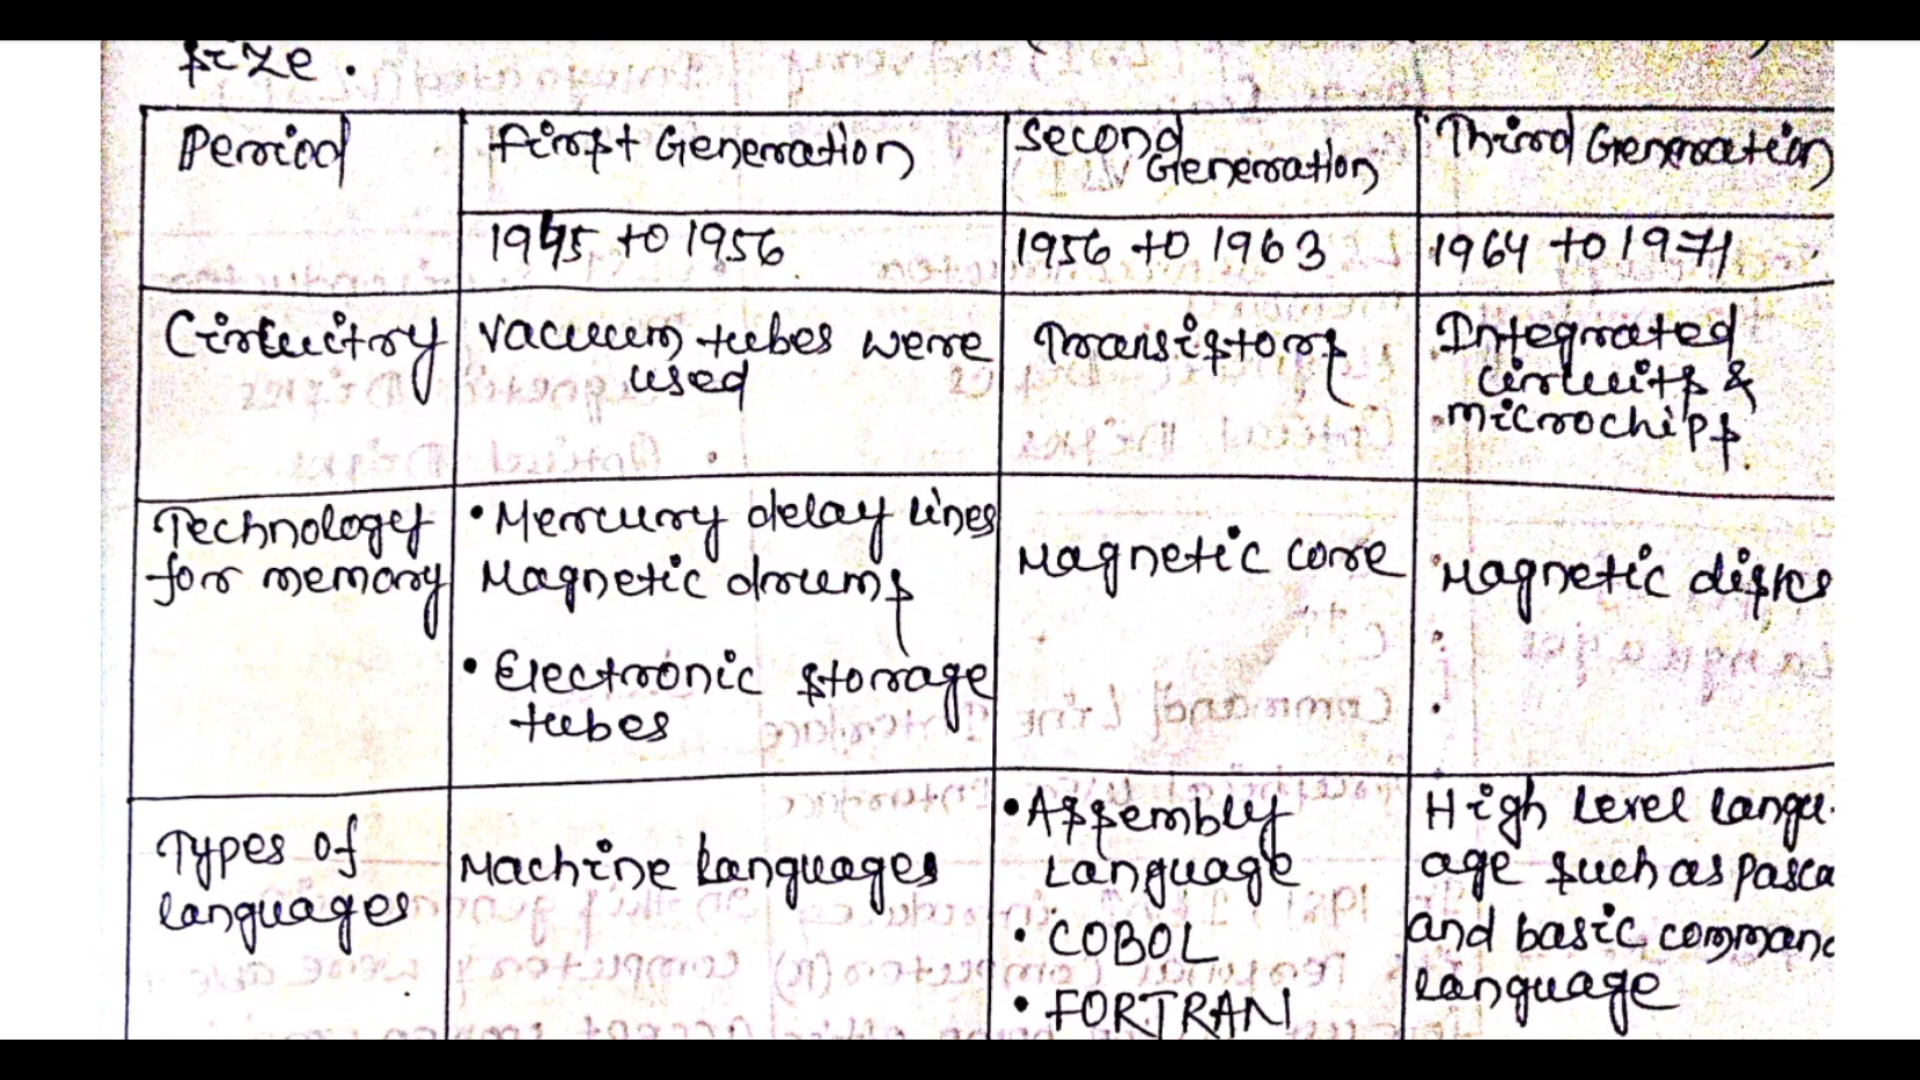 size.
Period
First Generation
Second
Generation
Third Generation
1945 to 1956
1956 to 1963
1964 to 1971
Circuitry
Vacuum tubes were
used
Transistors
Integrated
circuits &
microchips
Technology
for memory
• Mercury delay lines
Magnetic drums
• Electronic storage
tubes
Magnetic core
Magnetic disks
Types of
languages
Machine languages
• Assembly
Language
• COBOL
• FORTRAN
High level langu-
age such as pasca
and basic comman
language